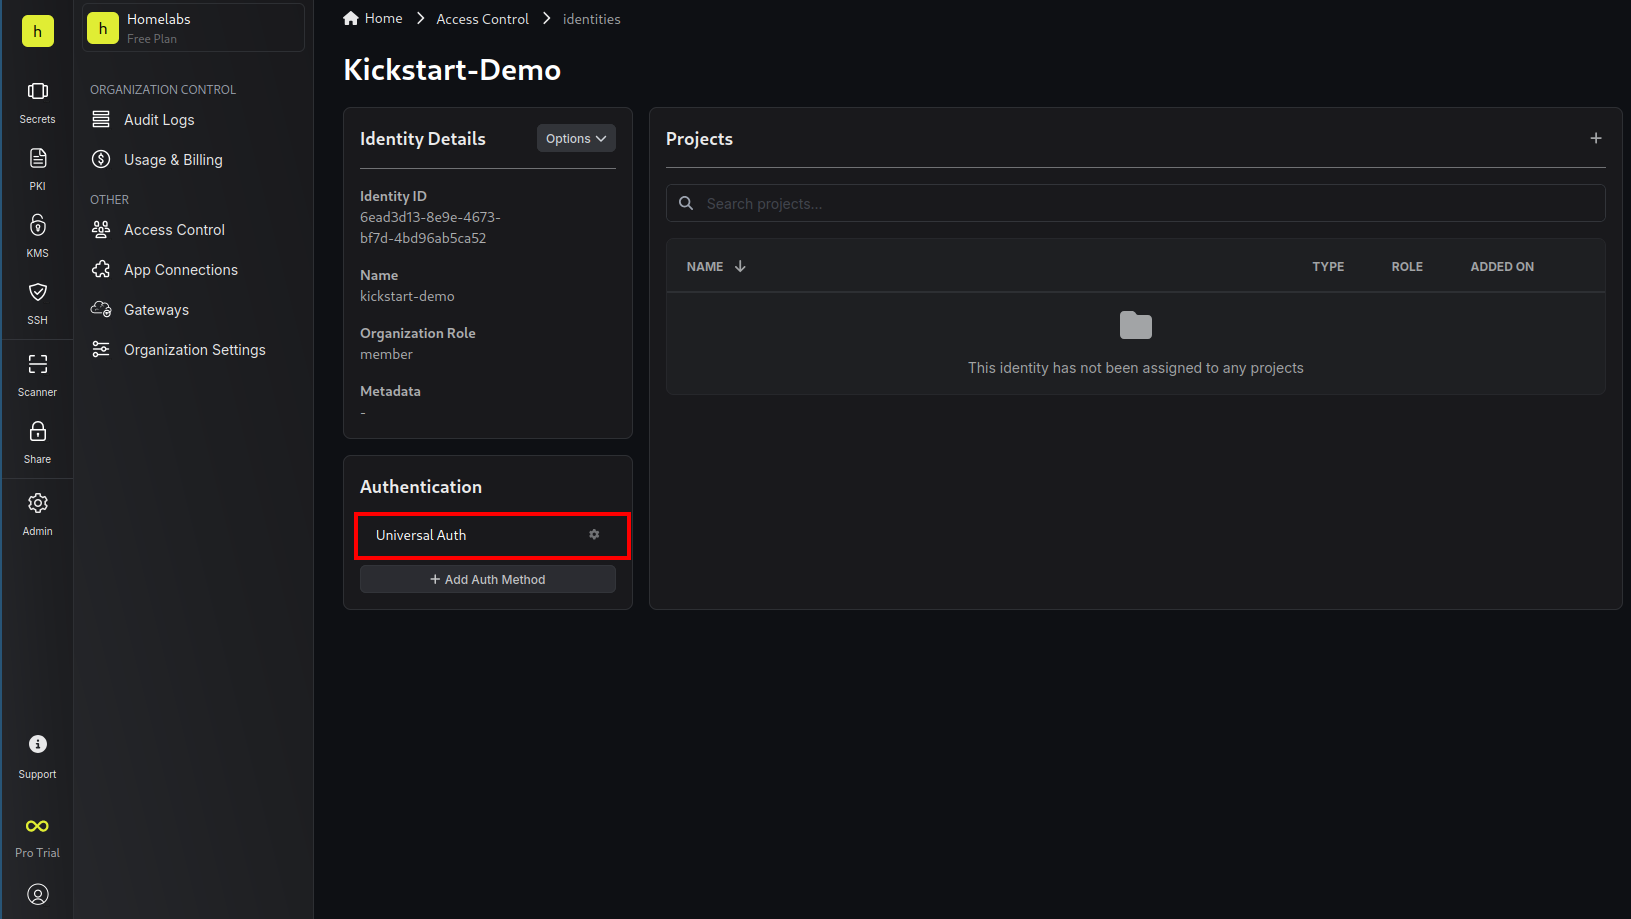 h
Secrets
PKI
KMS
SSH
Scanner
Share
Admin
Support
Pro Trial
h
Homelabs
Free Plan
ORGANIZATION CONTROL
Audit Logs
Usage & Billing
OTHER
Access Control
App Connections
Gateways
Organization Settings
Home
Access Control
identities
Kickstart-Demo
Identity Details
Options
Identity ID
6ead3d13-8e9e-4673-
bf7d-4bd96ab5ca52
Name
kickstart-demo
Organization Role
member
Metadata
-
Authentication
Universal Auth
+ Add Auth Method
Projects
+
Search projects...
NAME TYPE ROLE ADDED ON
This identity has not been assigned to any projects